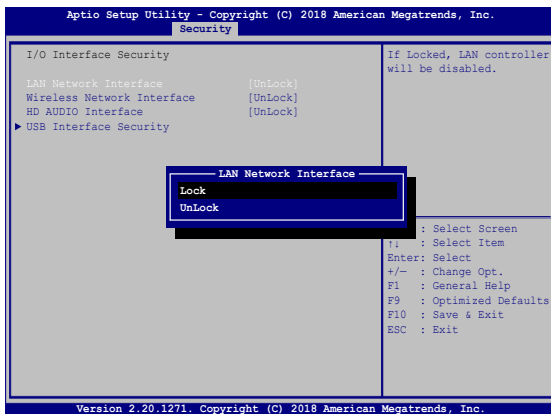 Aptio Setup Utility – Copyright (C) 2018 American Megatrends, Inc.
Security
I/O Interface Security
LAN Network Interface [UnLock]
Wireless Network Interface [UnLock]
HD AUDIO Interface [UnLock]
USB Interface Security
If Locked, LAN controller
will be disabled.
LAN Network Interface
Lock
UnLock
: Select Screen
↑↓ : Select Item
Enter: Select
+/— : Change Opt.
F1 : General Help
F9 : Optimized Defaults
F10 : Save & Exit
ESC : Exit
Version 2.20.1271. Copyright (C) 2018 American Megatrends, Inc.